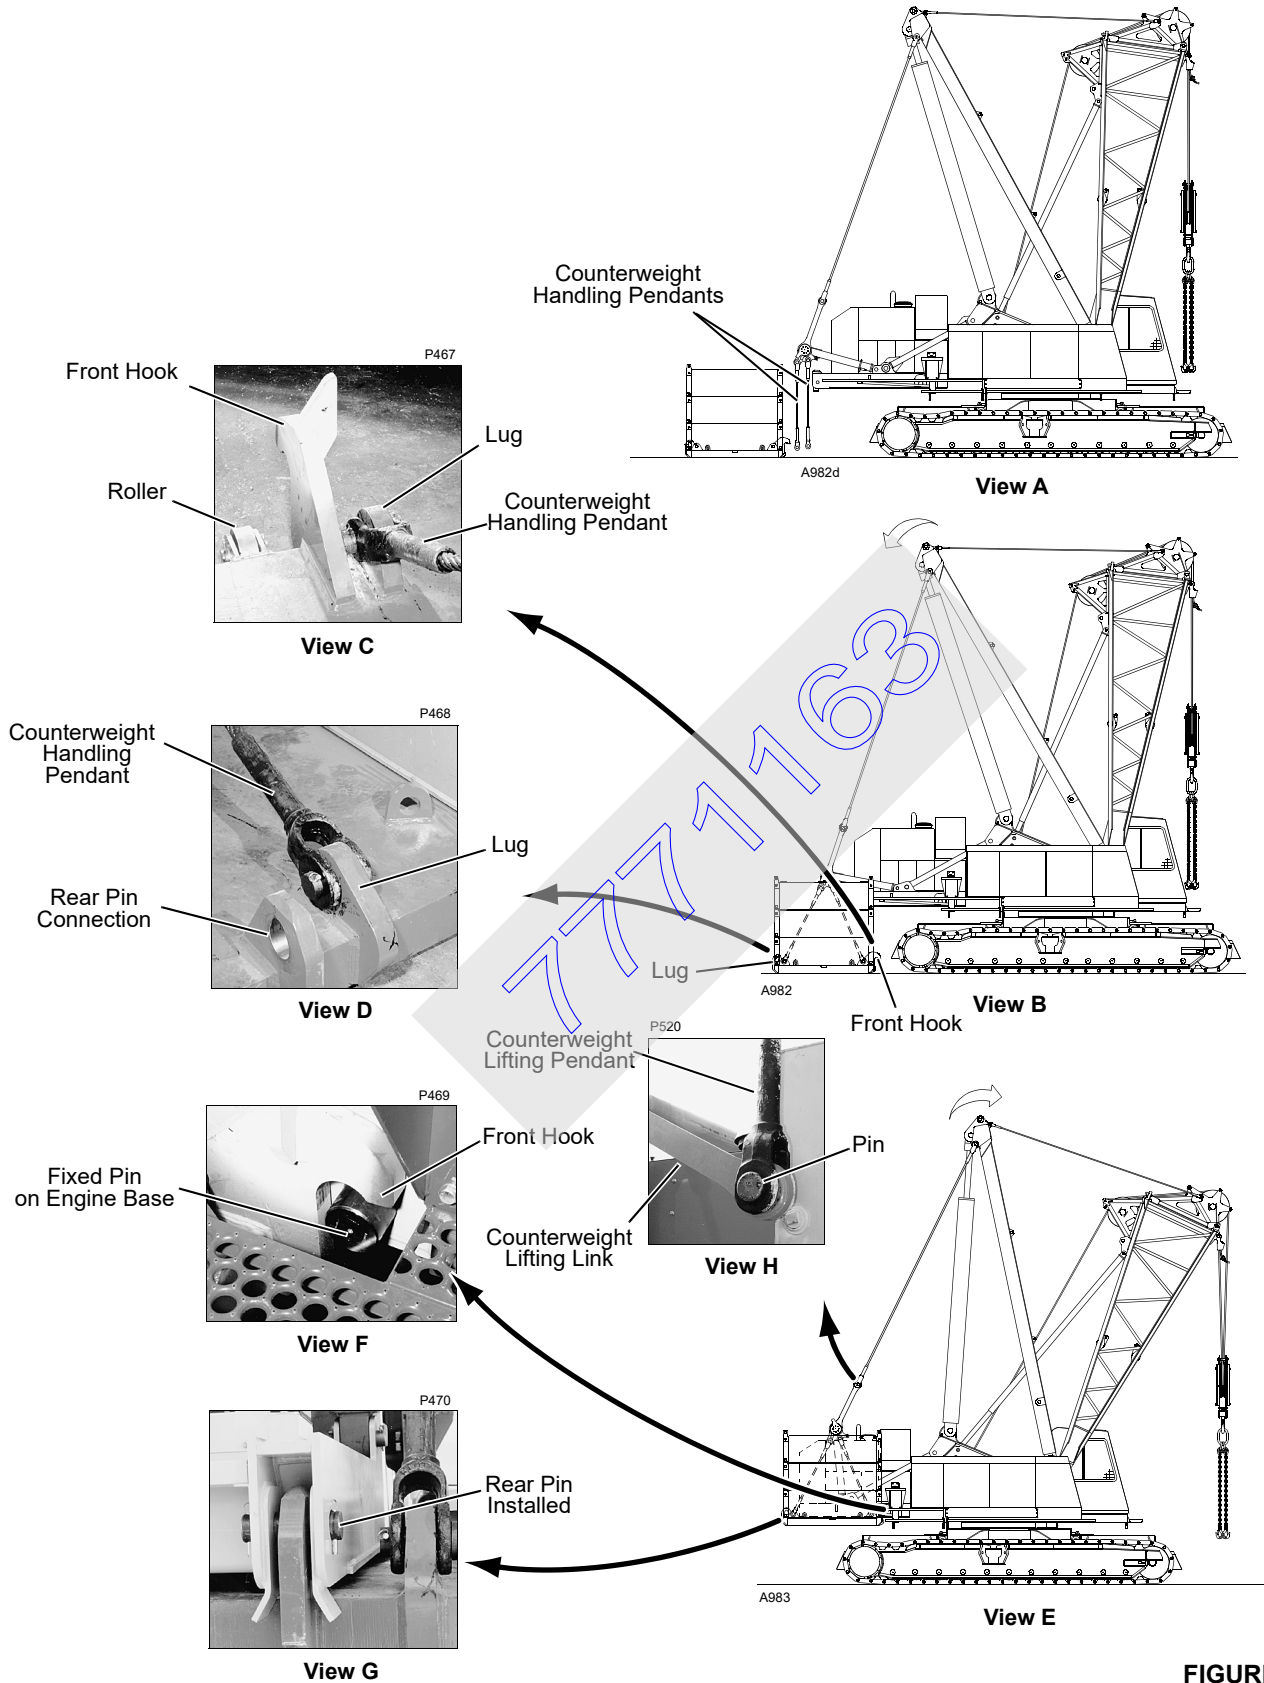 Counterweight
Handling Pendants
A982d
View A
P467
Front Hook
Lug
Roller
Counterweight
Handling Pendant
View C
P468
Counterweight
Handling
Pendant
Lug
Rear Pin
Connection
View D
7771163
Lug
A982
View B
Front Hook
P520
Counterweight
Lifting Pendant
Pin
Counterweight
Lifting Link
View H
P469
Front Hook
Fixed Pin
on Engine Base
View F
P470
Rear Pin
Installed
View G
A983
View E